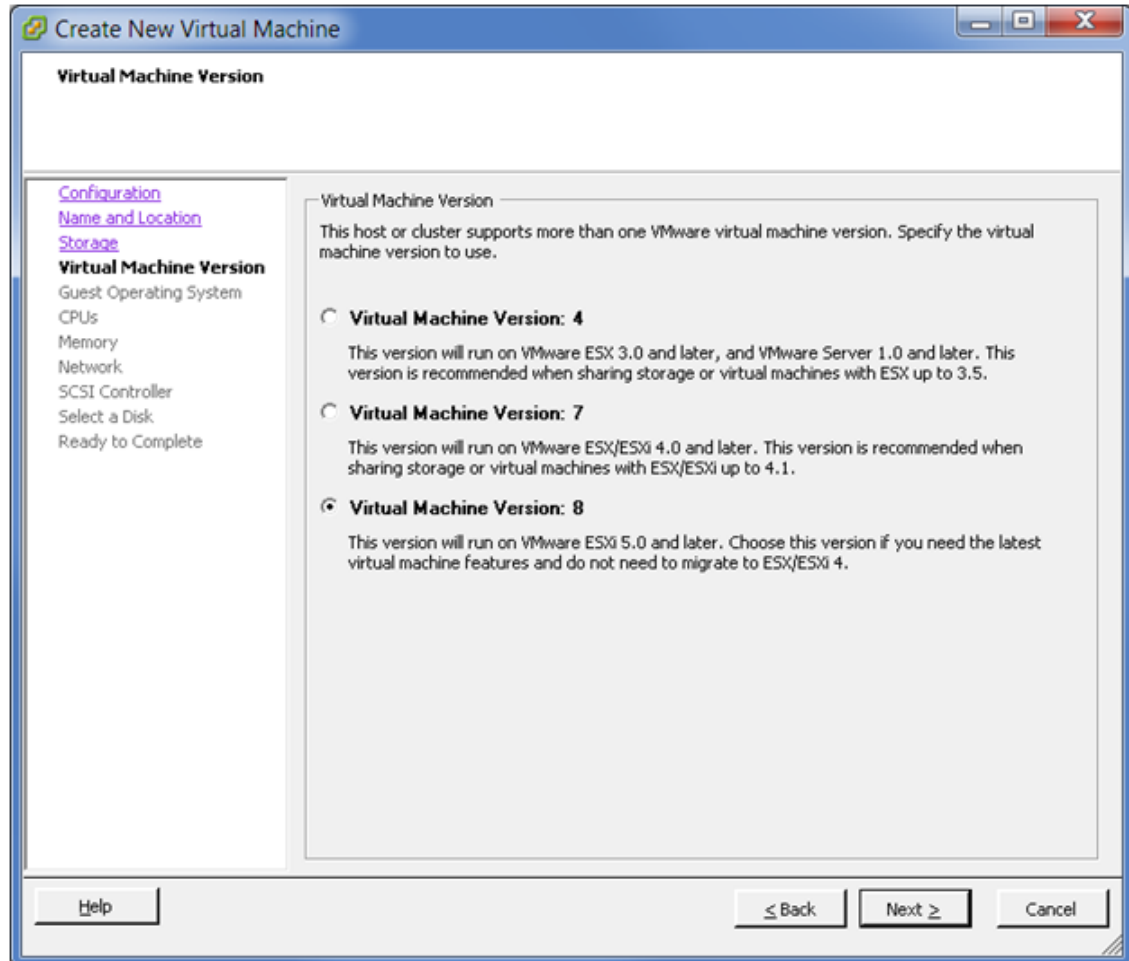 Create New Virtual Machine
Virtual Machine Version
Configuration
Name and Location
Storage
Virtual Machine Version
Guest Operating System
CPUs
Memory
Network
SCSI Controller
Select a Disk
Ready to Complete
Virtual Machine Version
This host or cluster supports more than one VMware virtual machine version. Specify the virtual
machine version to use.
Virtual Machine Version: 4
This version will run on VMware ESX 3.0 and later, and VMware Server 1.0 and later. This
version is recommended when sharing storage or virtual machines with ESX up to 3.5.
Virtual Machine Version: 7
This version will run on VMware ESX/ESXi 4.0 and later. This version is recommended when
sharing storage or virtual machines with ESX/ESXi up to 4.1.
Virtual Machine Version: 8
This version will run on VMware ESXi 5.0 and later. Choose this version if you need the latest
virtual machine features and do not need to migrate to ESX/ESXi 4.
Help
< Back
Next >
Cancel